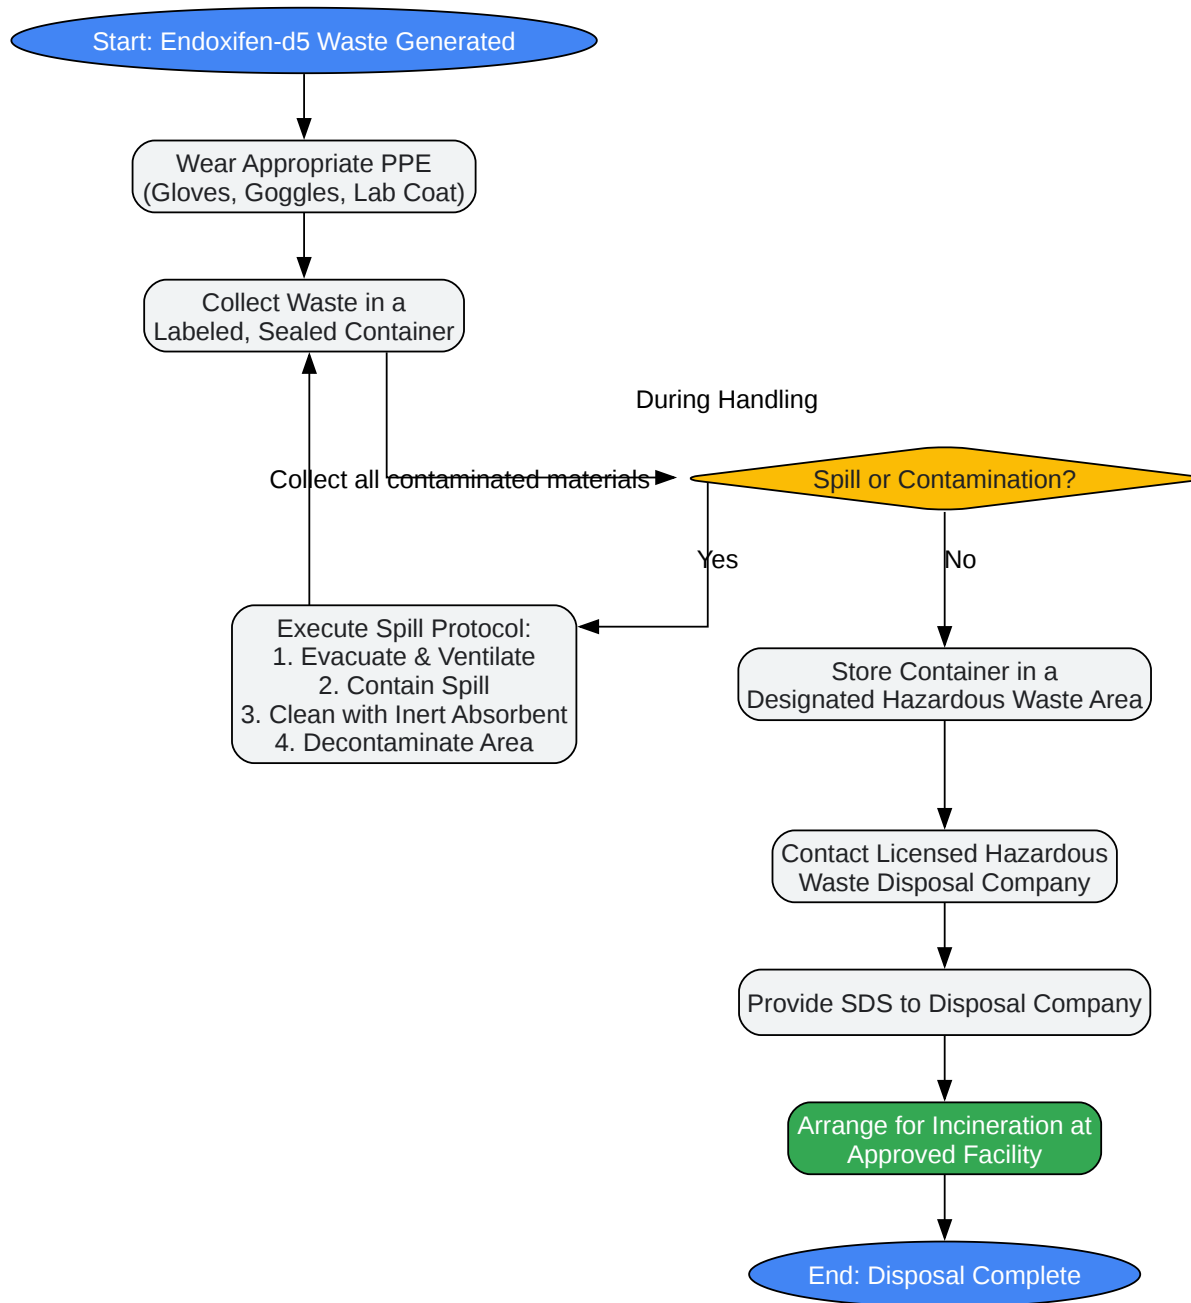 Start: Endoxifen-d5 Waste Generated
Wear Appropriate PPE
(Gloves, Goggles, Lab Coat)
Collect Waste in a
Labeled, Sealed Container
During Handling
Collect all contaminated materials
Spill or Contamination?
Yes
No
Execute Spill Protocol:
1. Evacuate & Ventilate
2. Contain Spill
3. Clean with Inert Absorbent
4. Decontaminate Area
Store Container in a
Designated Hazardous Waste Area
Contact Licensed Hazardous
Waste Disposal Company
Provide SDS to Disposal Company
Arrange for Incineration at
Approved Facility
End: Disposal Complete